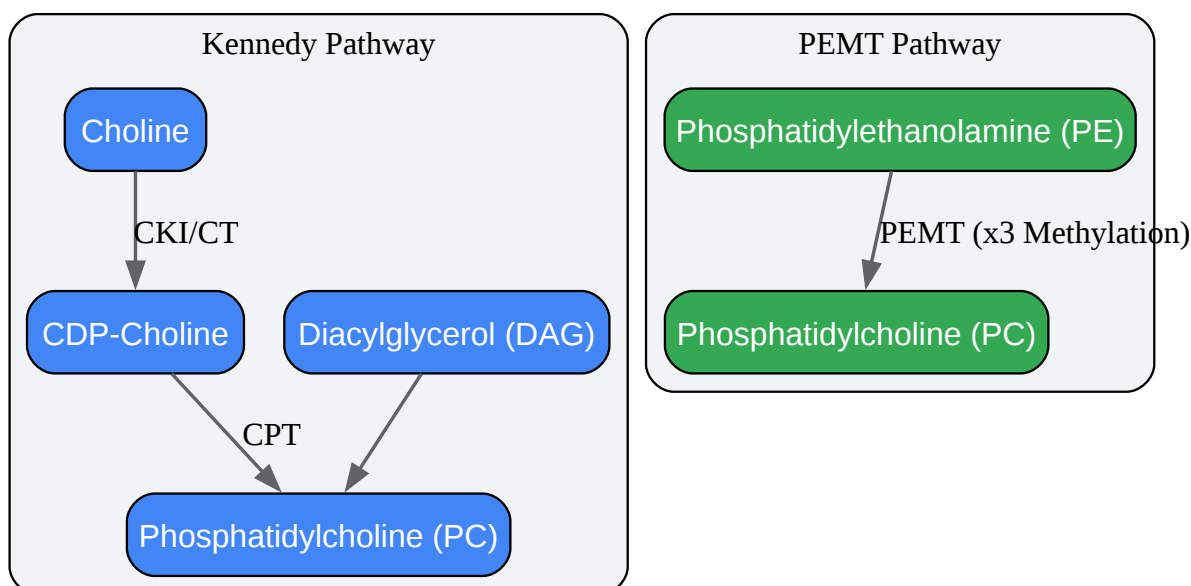 Kennedy Pathway
Choline
CKI/CT
CDP-Choline
Diacylglycerol (DAG)
CPT
Phosphatidylcholine (PC)
PEMT Pathway
Phosphatidylethanolamine (PE)
PEMT (x3 Methylation)
Phosphatidylcholine (PC)